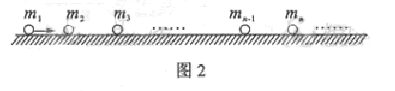 m₁ m₂ m₃ ...... mₙ₋₁ mₙ ......
图 2